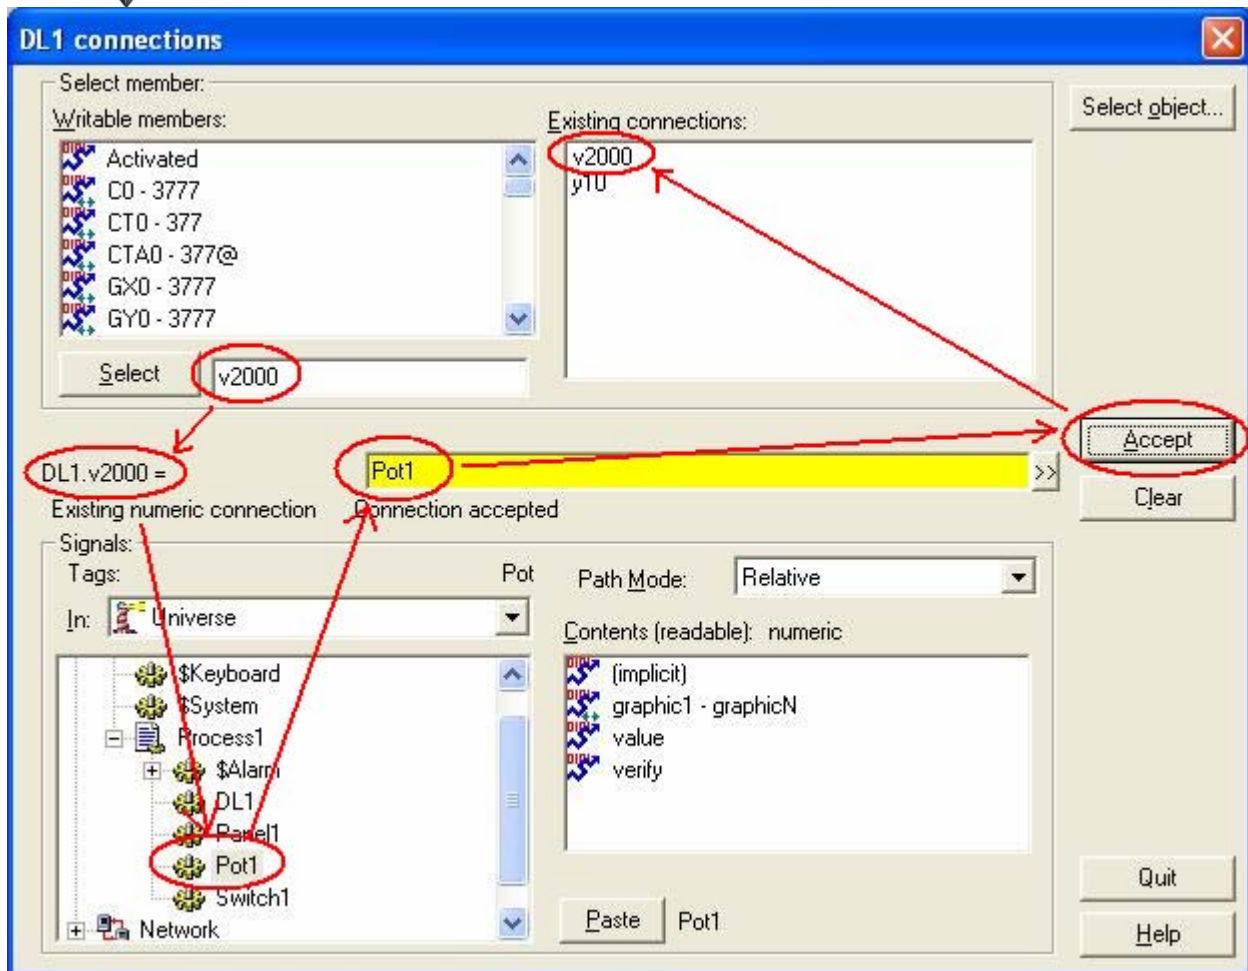 DL1 connections
Select member:
Writable members:
Activated
C0 - 3777
CT0 - 377
CTA0 - 377@
GX0 - 3777
GY0 - 3777
Select
v2000
Existing connections:
v2000
y10
Select object...
DL1.v2000 =
Pot1
>>
Accept
Existing numeric connection
Connection accepted
Clear
Signals:
Tags:
Pot
In:
Universe
$Keyboard
$System
Process1
$Alarm
DL1
Panel1
Pot1
Switch1
Network
Path Mode:
Relative
Contents (readable): numeric
(implicit)
graphic1 - graphicN
value
verify
Paste
Pot1
Quit
Help